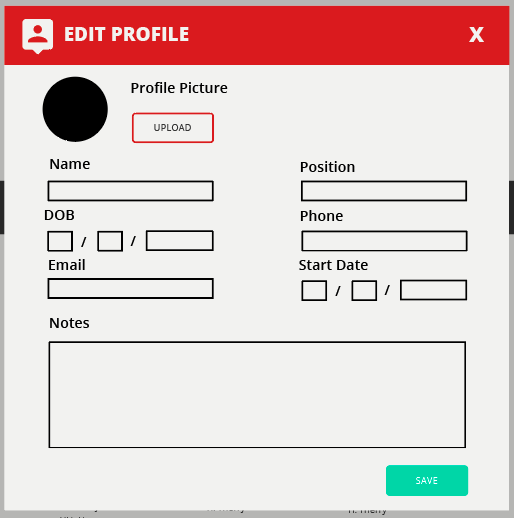 EDIT PROFILE X
Profile Picture
UPLOAD
Name
Position
DOB
Phone
/ /
Email
Start Date
/ /
Notes
SAVE